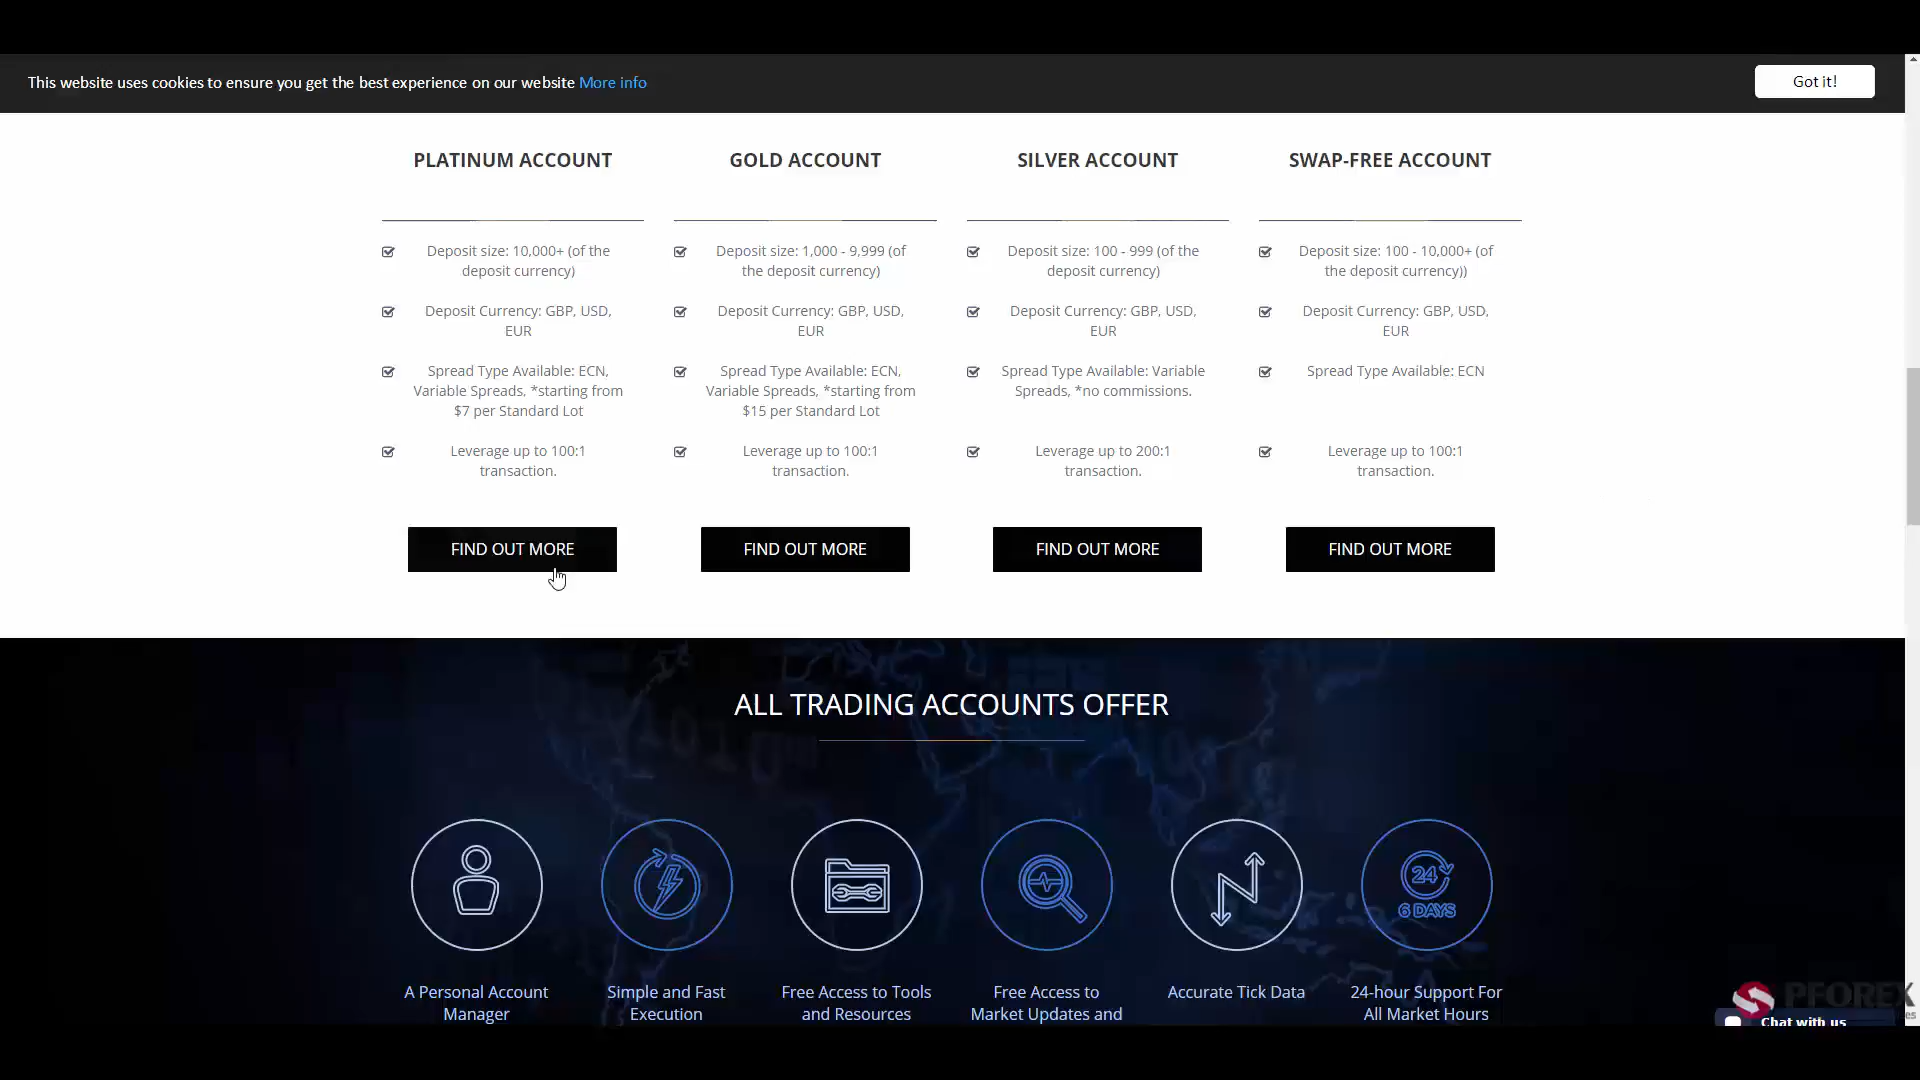 This website uses cookies to ensure you get the best experience on our website More info
Got it!
PLATINUM ACCOUNT
Deposit size: 10,000+ (of the
deposit currency)
Deposit Currency: GBP, USD,
EUR
Spread Type Available: ECN,
Variable Spreads, *starting from
$7 per Standard Lot
Leverage up to 100:1
transaction.
FIND OUT MORE
GOLD ACCOUNT
Deposit size: 1,000 - 9,999 (of
the deposit currency)
Deposit Currency: GBP, USD,
EUR
Spread Type Available: ECN,
Variable Spreads, *starting from
$15 per Standard Lot
Leverage up to 100:1
transaction.
FIND OUT MORE
SILVER ACCOUNT
Deposit size: 100 - 999 (of the
deposit currency)
Deposit Currency: GBP, USD,
EUR
Spread Type Available: Variable
Spreads, *no commissions.
Leverage up to 200:1
transaction.
FIND OUT MORE
SWAP-FREE ACCOUNT
Deposit size: 100 - 10,000+ (of
the deposit currency))
Deposit Currency: GBP, USD,
EUR
Spread Type Available: ECN
Leverage up to 100:1
transaction.
FIND OUT MORE
ALL TRADING ACCOUNTS OFFER
A Personal Account
Manager
Simple and Fast
Execution
Free Access to Tools
and Resources
Free Access to
Market Updates and
Accurate Tick Data
24
6 DAYS
24-hour Support For
All Market Hours
PFOREX
Chat with us